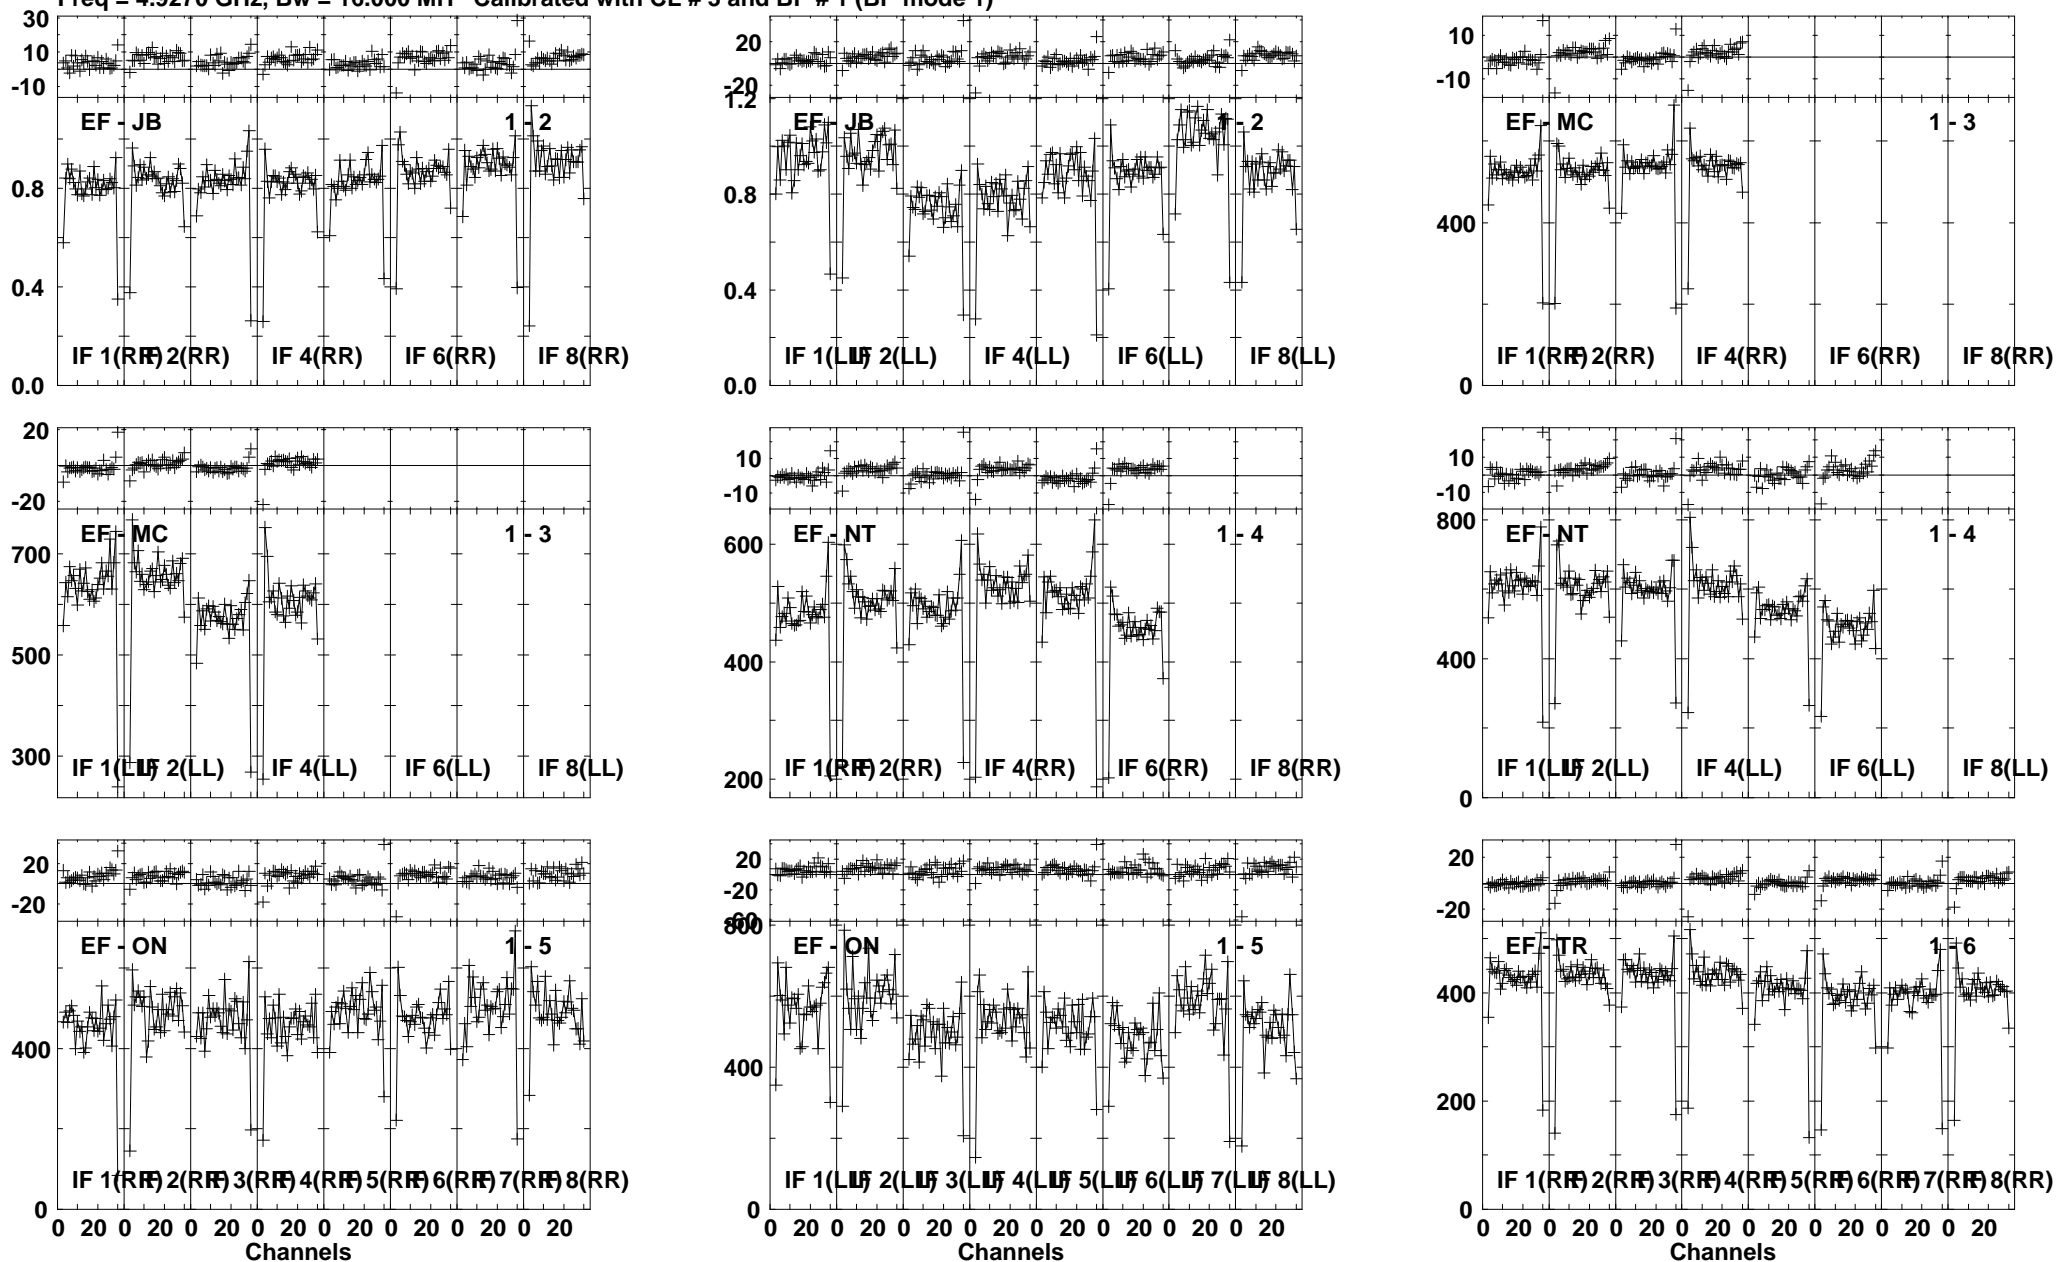 Freq = 4.9270 GHz, Bw = 16.000 MH Calibrated with CL # 3 and BP # 1 (BP mode 1)
30 10 -10
20 -20
10 -10
EF - JB 1 - 2
0.8 0.4 0.0
IF 1(RR) IF 2(RR) IF 4(RR) IF 6(RR) IF 8(RR)
EF - JB 1 - 2
1.2 0.8 0.4 0.0
IF 1(LL) IF 2(LL) IF 4(LL) IF 6(LL) IF 8(LL)
EF - MC 1 - 3
400 0
IF 1(RR) IF 2(RR) IF 4(RR) IF 6(RR) IF 8(RR)
20 -20
10 -10
10 -10
EF - MC 1 - 3
700 500 300
IF 1(LL) IF 2(LL) IF 4(LL) IF 6(LL) IF 8(LL)
EF - NT 1 - 4
600 400 200
IF 1(RR) IF 2(RR) IF 4(RR) IF 6(RR) IF 8(RR)
EF - NT 1 - 4
800 400 0
IF 1(LL) IF 2(LL) IF 4(LL) IF 6(LL) IF 8(LL)
20 -20
20 -20 -60
20 -20
EF - ON 1 - 5
400 0
IF 1(RR) IF 2(RR) IF 3(RR) IF 4(RR) IF 5(RR) IF 6(RR) IF 7(RR) IF 8(RR)
0 20 0 20 0 20 0 20 0 20 0 20 0 20 0 20
Channels
EF - ON 1 - 5
800 400 0
IF 1(LL) IF 2(LL) IF 3(LL) IF 4(LL) IF 5(LL) IF 6(LL) IF 7(LL) IF 8(LL)
0 20 0 20 0 20 0 20 0 20 0 20 0 20 0 20
Channels
EF - TR 1 - 6
400 200 0
IF 1(RR) IF 2(RR) IF 3(RR) IF 4(RR) IF 5(RR) IF 6(RR) IF 7(RR) IF 8(RR)
0 20 0 20 0 20 0 20 0 20 0 20 0 20 0 20
Channels